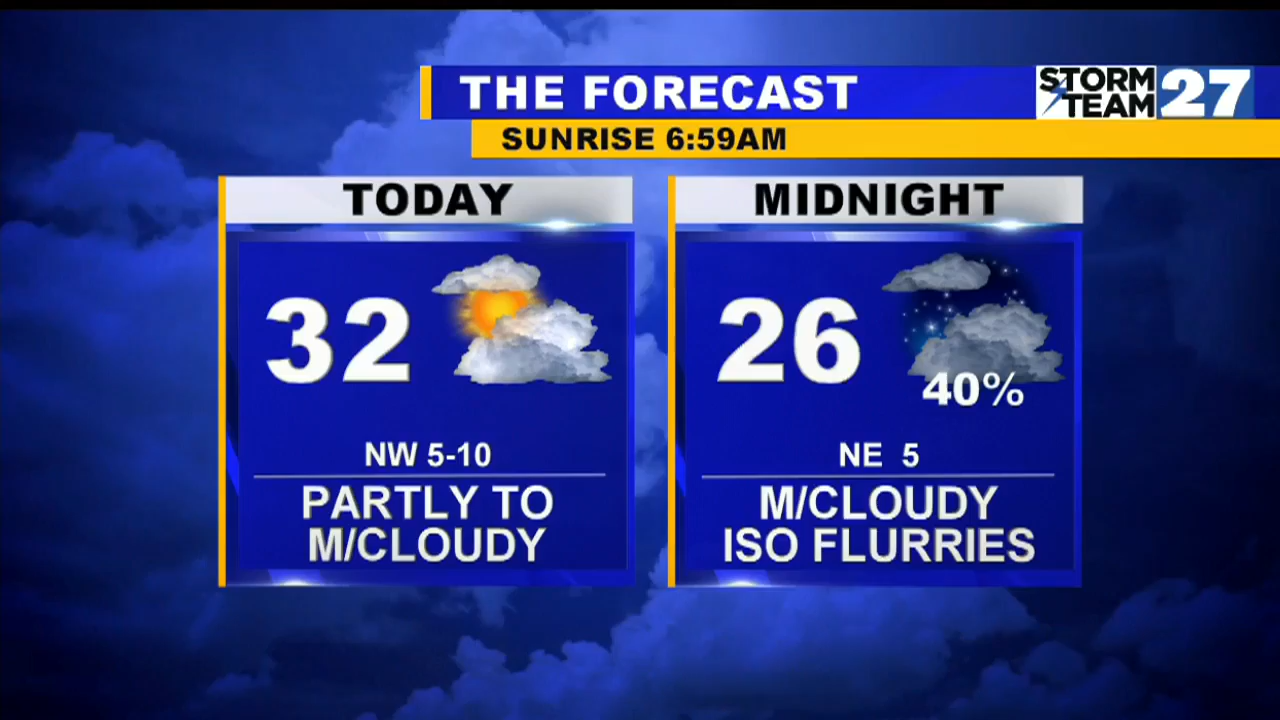 THE FORECAST
STORM
TEAM
27
SUNRISE 6:59AM
TODAY
32
NW 5-10
PARTLY TO
M/CLOUDY
MIDNIGHT
26
40%
NE 5
M/CLOUDY
ISO FLURRIES